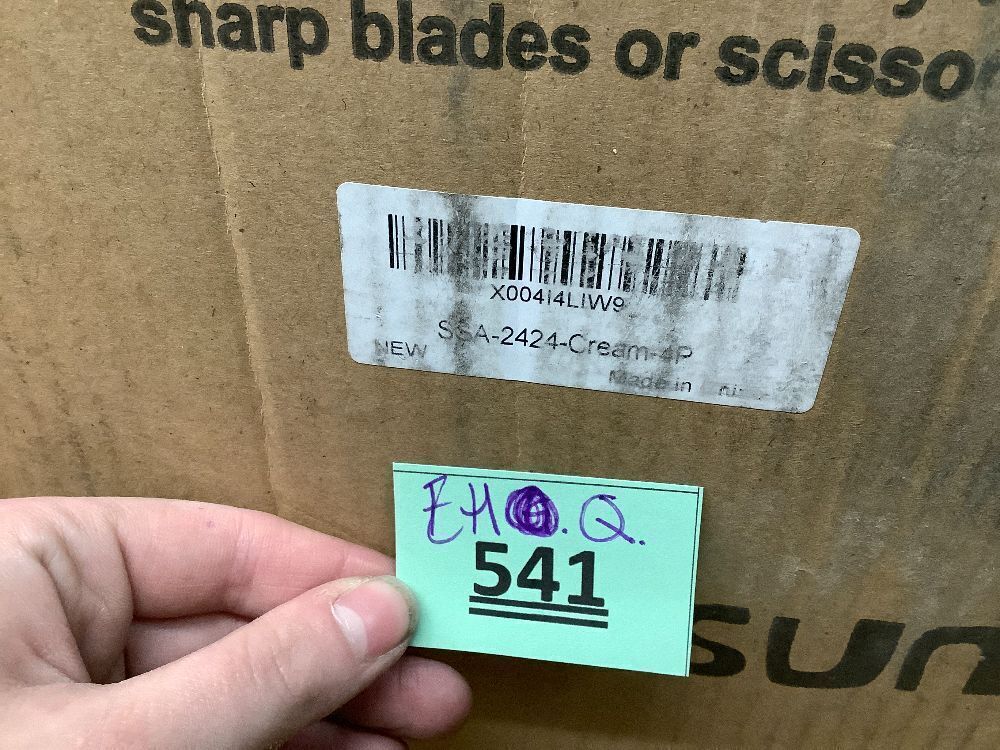 sharp blades or scissor
X004I4LIW9
SSA-2424-Cream-4P
NEW
Made in
EH . Q.
541
sun